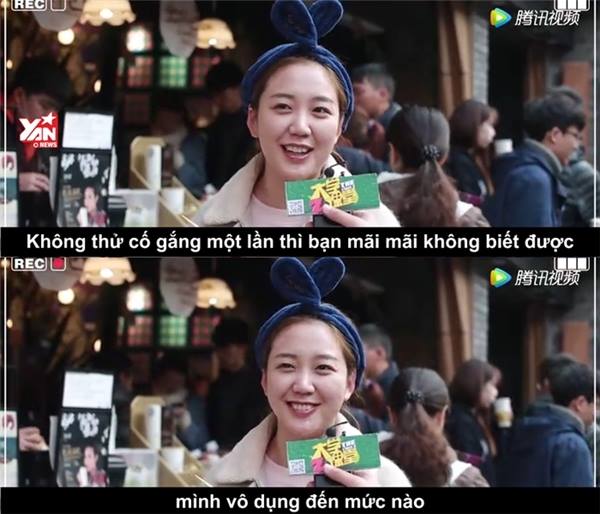 REC
腾讯视频
YAN
NEWS
Không thử cố gắng một lần thì bạn mãi mãi không biết được
REC
腾讯视频
mình vô dụng đến mức nào